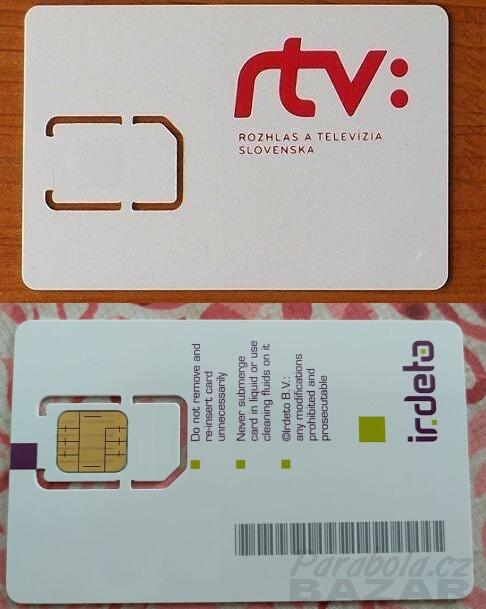 rtv:
ROZHLAS A TELEVÍZIA
SLOVENSKA
irdeto
Do not remove and
re-insert card
unnecessarily
Never submerge
card in liquid or use
cleaning fluids on it
©Irdeto B.V.:
any modifications
prohibited and
prosecutable
Parabola.cz
BAZAR